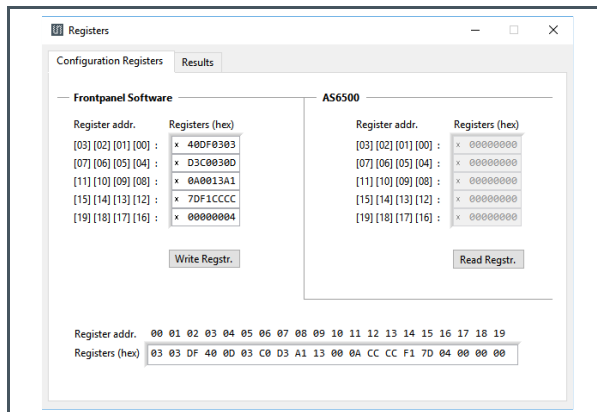 Registers
Configuration Registers Results
Frontpanel Software AS6500
Register addr. Registers (hex) Register addr. Registers (hex)
[03] [02] [01] [00] : x 40DF0303 [03] [02] [01] [00] : x 00000000
[07] [06] [05] [04] : x D3C0030D [07] [06] [05] [04] : x 00000000
[11] [10] [09] [08] : x 0A0013A1 [11] [10] [09] [08] : x 00000000
[15] [14] [13] [12] : x 7DF1CCCC [15] [14] [13] [12] : x 00000000
[19] [18] [17] [16] : x 00000004 [19] [18] [17] [16] : x 00000000
Write Regstr. Read Regstr.
Register addr. 00 01 02 03 04 05 06 07 08 09 10 11 12 13 14 15 16 17 18 19
Registers (hex) 03 03 DF 40 0D 03 C0 D3 A1 13 00 0A CC CC F1 7D 04 00 00 00